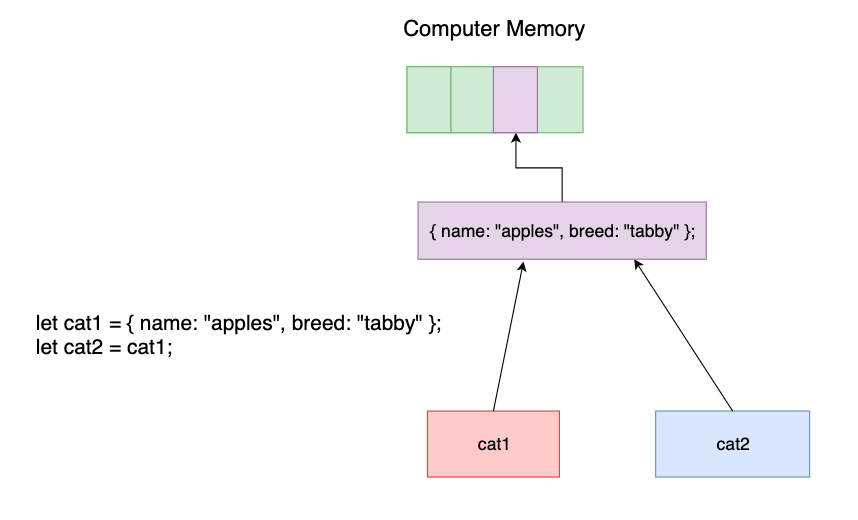 Computer Memory
{ name: "apples", breed: "tabby" };
let cat1 = { name: "apples", breed: "tabby" };
let cat2 = cat1;
cat1
cat2